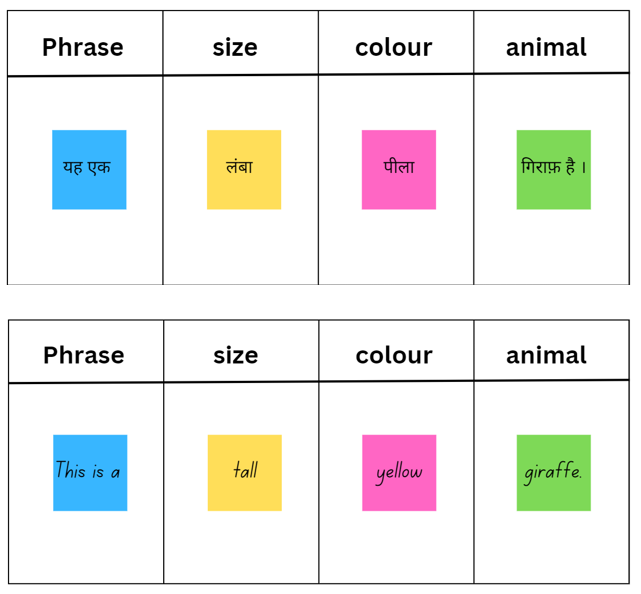 Phrase size colour animal
यह एक लंबा पीला गिराफ़ है ।
Phrase size colour animal
This is a tall yellow giraffe.